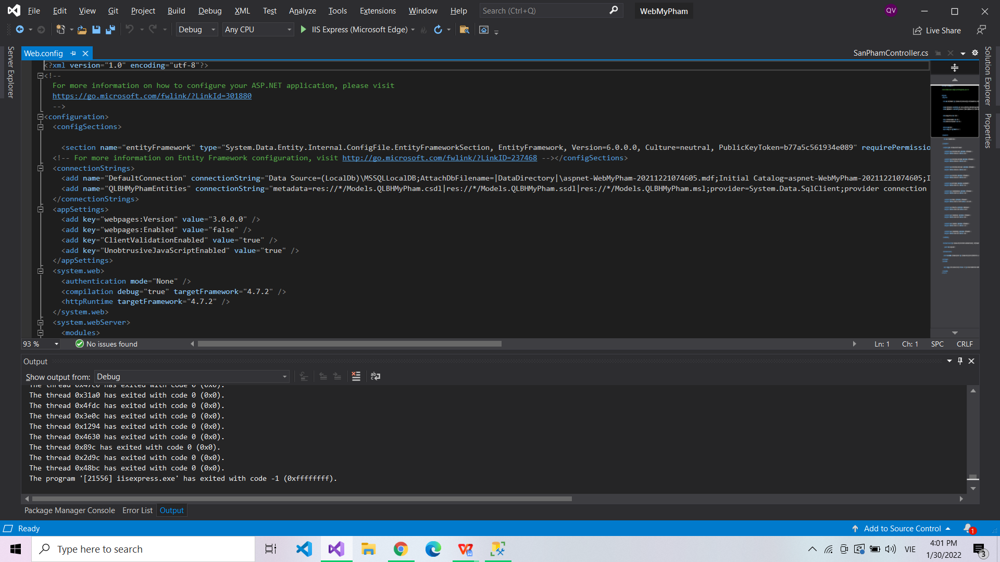 File Edit View Git Project Build Debug XML Test Analyze Tools Extensions Window Help Search (Ctrl+Q) WebMyPham QV
Debug Any CPU IIS Express (Microsoft Edge) Live Share
Server Explorer
Web.config SanPhamController.cs
Solution Explorer
Properties
<?xml version="1.0" encoding="utf-8"?>
<!--
For more information on how to configure your ASP.NET application, please visit
https://go.microsoft.com/fwlink/?LinkId=301880
-->
<configuration>
<configSections>
<section name="entityFramework" type="System.Data.Entity.Internal.ConfigFile.EntityFrameworkSection, EntityFramework, Version=6.0.0.0, Culture=neutral, PublicKeyToken=b77a5c561934e089" requirePermissio
<!-- For more information on Entity Framework configuration, visit http://go.microsoft.com/fwlink/?LinkID=237468 --></configSections>
<connectionStrings>
<add name="DefaultConnection" connectionString="Data Source=(LocalDb)\MSSQLLocalDB;AttachDbFilename=|DataDirectory|\aspnet-WebMyPham-20211221074605.mdf;Initial Catalog=aspnet-WebMyPham-20211221074605;I
<add name="QLBHMyPhamEntities" connectionString="metadata=res://*/Models.QLBHMyPham.csdl|res://*/Models.QLBHMyPham.ssdl|res://*/Models.QLBHMyPham.msl;provider=System.Data.SqlClient;provider connection
</connectionStrings>
<appSettings>
<add key="webpages:Version" value="3.0.0.0" />
<add key="webpages:Enabled" value="false" />
<add key="ClientValidationEnabled" value="true" />
<add key="UnobtrusiveJavaScriptEnabled" value="true" />
</appSettings>
<system.web>
<authentication mode="None" />
<compilation debug="true" targetFramework="4.7.2" />
<httpRuntime targetFramework="4.7.2" />
</system.web>
<system.webServer>
<modules>
93 % No issues found Ln: 1 Ch: 1 SPC CRLF
Output
Show output from: Debug
The thread 0x47c0 has exited with code 0 (0x0).
The thread 0x31a0 has exited with code 0 (0x0).
The thread 0x4fdc has exited with code 0 (0x0).
The thread 0x3e0c has exited with code 0 (0x0).
The thread 0x1294 has exited with code 0 (0x0).
The thread 0x4630 has exited with code 0 (0x0).
The thread 0x89c has exited with code 0 (0x0).
The thread 0x2d9c has exited with code 0 (0x0).
The thread 0x48bc has exited with code 0 (0x0).
The program '[21556] iisexpress.exe' has exited with code -1 (0xffffffff).
Package Manager Console Error List Output
Ready Add to Source Control 1
Type here to search VIE 4:01 PM
1/30/2022 3